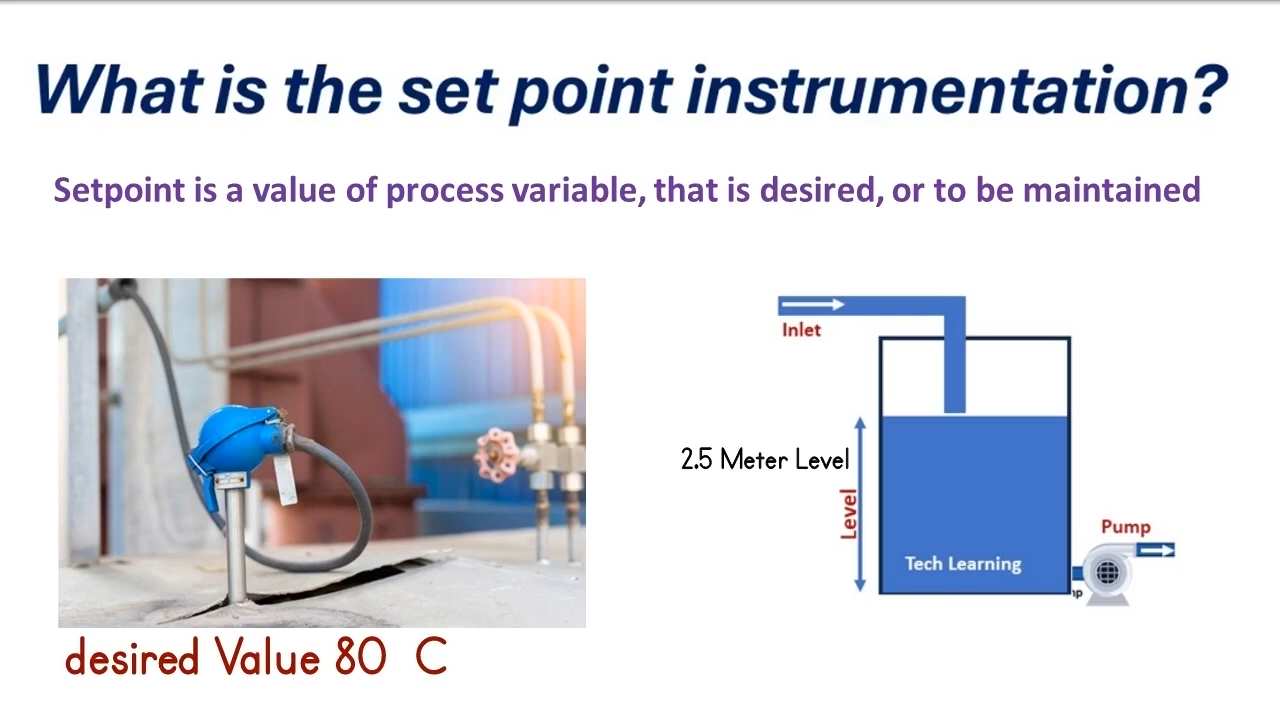 What is the set point instrumentation?
Setpoint is a value of process variable, that is desired, or to be maintained
Inlet
2.5 Meter Level
Level
Pump
Tech Learning
desired Value 80 C